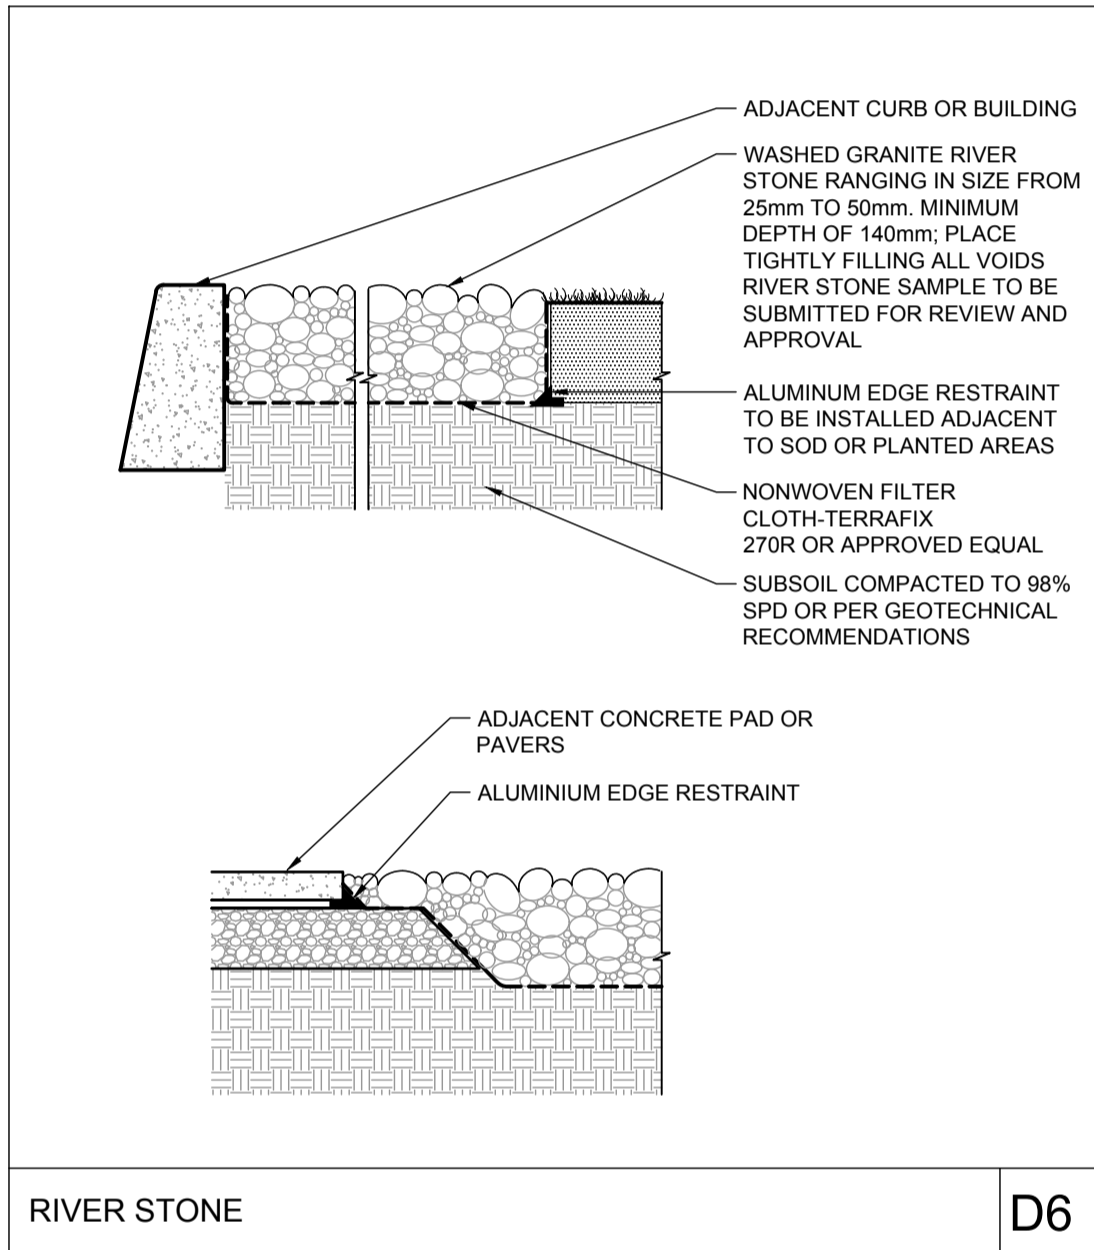 ADJACENT CURB OR BUILDING
WASHED GRANITE RIVER
STONE RANGING IN SIZE FROM
25mm TO 50mm. MINIMUM
DEPTH OF 140mm; PLACE
TIGHTLY FILLING ALL VOIDS
RIVER STONE SAMPLE TO BE
SUBMITTED FOR REVIEW AND
APPROVAL
ALUMINUM EDGE RESTRAINT
TO BE INSTALLED ADJACENT
TO SOD OR PLANTED AREAS
NONWOVEN FILTER
CLOTH-TERRAFIX
270R OR APPROVED EQUAL
SUBSOIL COMPACTED TO 98%
SPD OR PER GEOTECHNICAL
RECOMMENDATIONS
ADJACENT CONCRETE PAD OR
PAVERS
ALUMINIUM EDGE RESTRAINT
RIVER STONE
D6